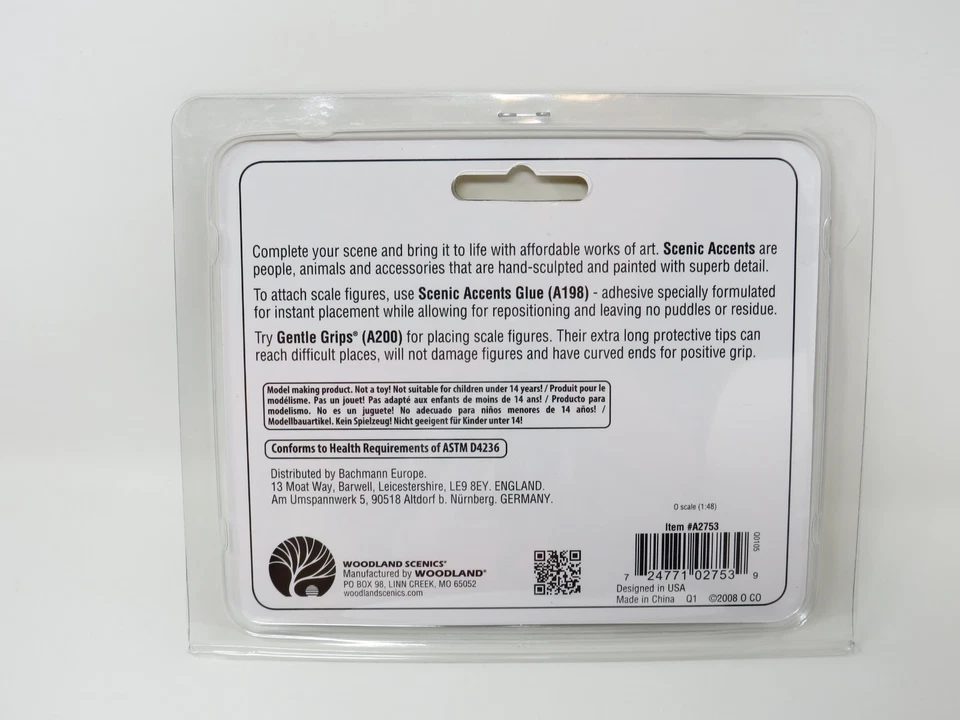 Complete your scene and bring it to life with affordable works of art. Scenic Accents are
people, animals and accessories that are hand-sculpted and painted with superb detail.
To attach scale figures, use Scenic Accents Glue (A198) - adhesive specially formulated
for instant placement while allowing for repositioning and leaving no puddles or residue.
Try Gentle Grips® (A200) for placing scale figures. Their extra long protective tips can
reach difficult places, will not damage figures and have curved ends for positive grip.
Model making product. Not a toy! Not suitable for children under 14 years! / Produit pour le
modélisme. Pas un jouet! Pas adapté aux enfants de moins de 14 ans! / Producto para
modelismo. No es un juguete! No adecuado para niños menores de 14 años! /
Modellbauartikel. Kein Spielzeug! Nicht geeigent für Kinder unter 14!
Conforms to Health Requirements of ASTM D4236
Distributed by Bachmann Europe.
13 Moat Way, Barwell, Leicestershire, LE9 8EY. ENGLAND.
Am Umspannwerk 5, 90518 Altdorf b. Nürnberg. GERMANY.
WOODLAND SCENICS®
Manufactured by WOODLAND®
PO BOX 98, LINN CREEK, MO 65052
woodlandscenics.com
O scale (1:48)
Item #A2753
00105
7 24771 02753 9
Designed in USA
Made in China Q1 ©2008 O CO